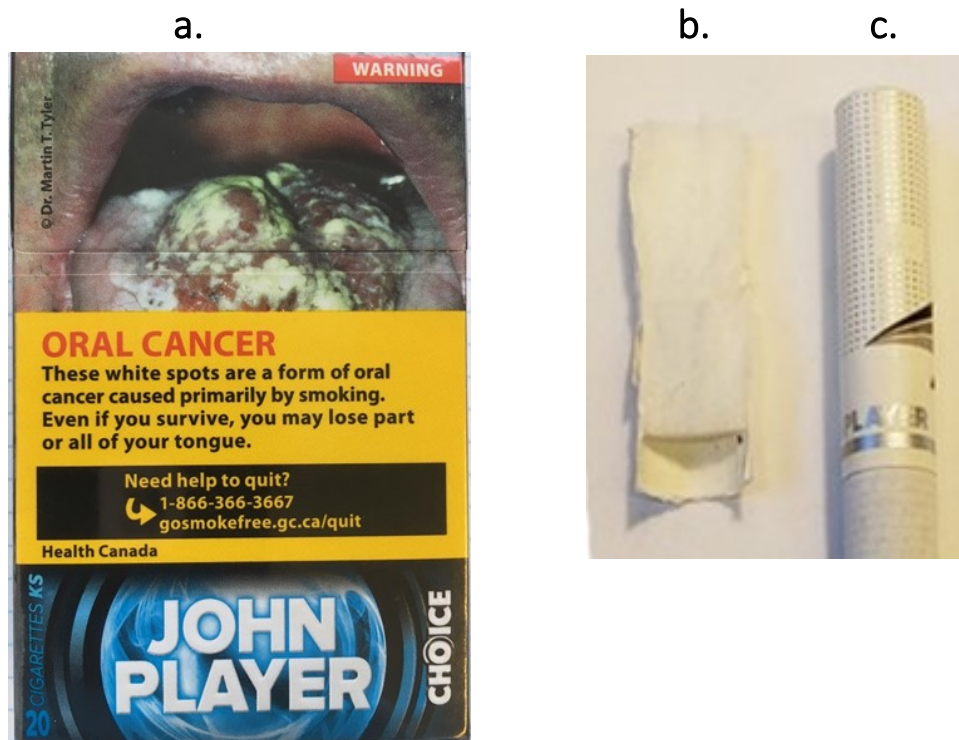 a.
b.
c.
WARNING
© Dr. Martin T. Tyler
ORAL CANCER
These white spots are a form of oral
cancer caused primarily by smoking.
Even if you survive, you may lose part
or all of your tongue.
Need help to quit?
1-866-366-3667
gosmokefree.gc.ca/quit
Health Canada
20 CIGARETTES KS
JOHN
PLAYER
CHOICE
PLAYER